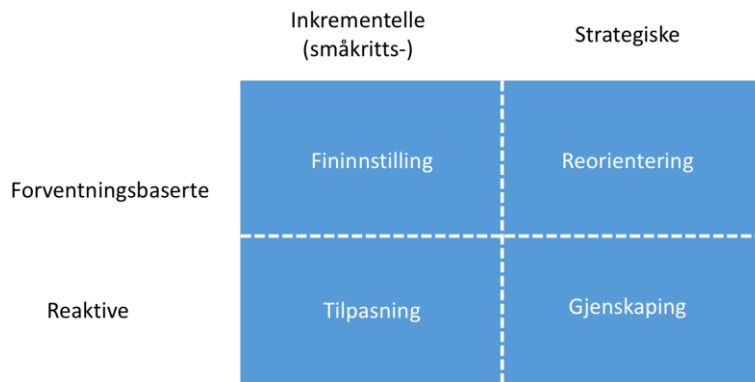 Inkrementelle
(småkritts-)
Strategiske
Forventningsbaserte
Fininnstilling
Reorientering
Reaktive
Tilpasning
Gjenskaping